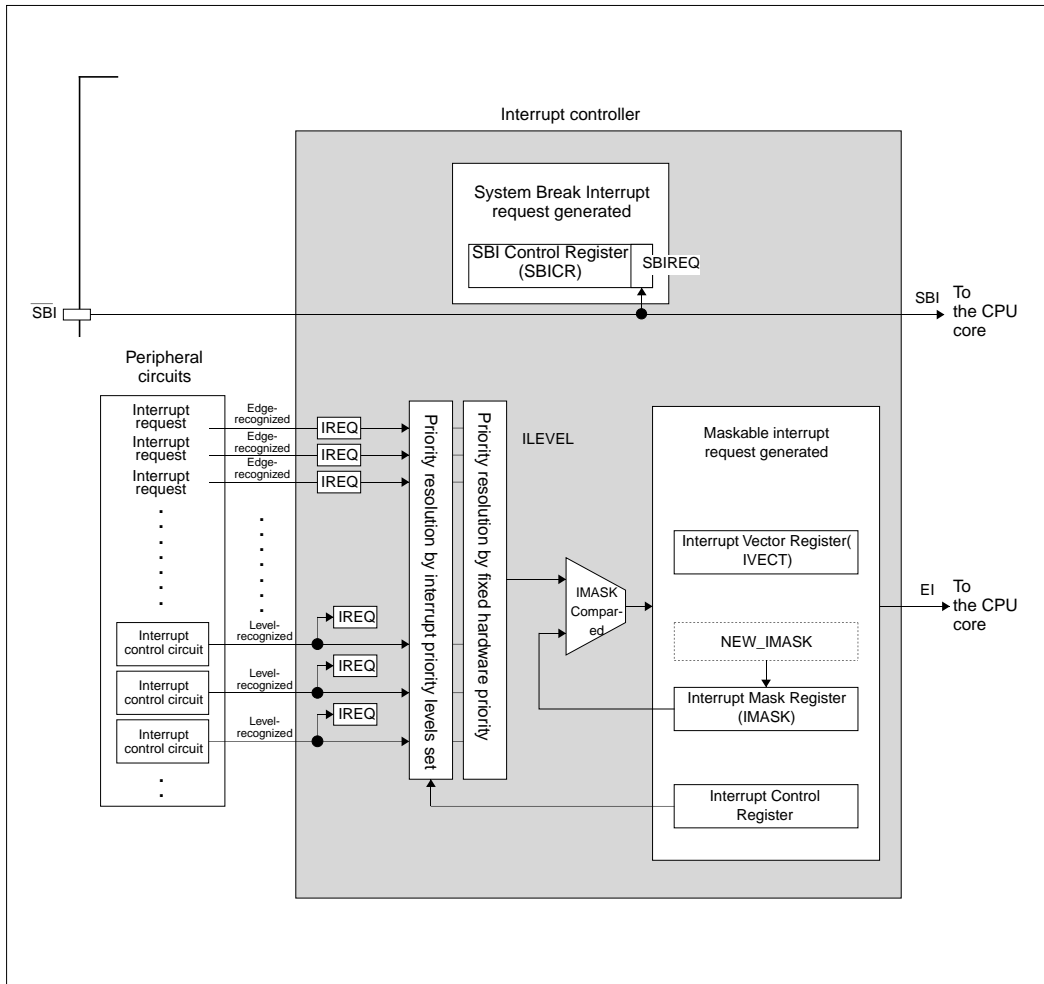 Interrupt controller
System Break Interrupt
request generated
SBI Control Register
(SBICR)
SBIREQ
SBI
SBI
To
the CPU
core
Peripheral
circuits
Interrupt
request
Interrupt
request
Interrupt
request
Edge-
recognized
Edge-
recognized
Edge-
recognized
IREQ
IREQ
IREQ
Priority resolution by interrupt priority levels set
Priority resolution by fixed hardware priority
ILEVEL
Maskable interrupt
request generated
Interrupt Vector Register(
IVECT)
IMASK
Compar-
ed
EI
To
the CPU
core
NEW_IMASK
Interrupt Mask Register
(IMASK)
Interrupt Control
Register
Interrupt
control circuit
Interrupt
control circuit
Interrupt
control circuit
Level-
recognized
Level-
recognized
Level-
recognized
IREQ
IREQ
IREQ